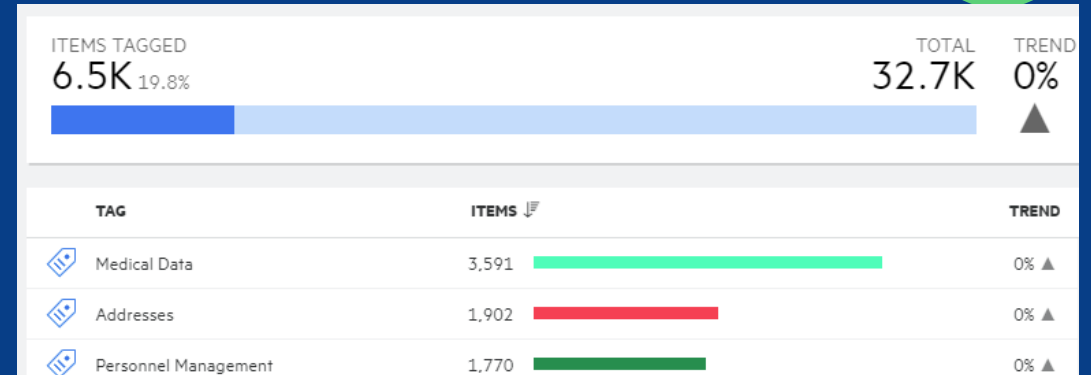 ITEMS TAGGED TOTAL TREND
6.5K 19.8% 32.7K 0%
TAG ITEMS TREND
Medical Data 3,591 0%
Addresses 1,902 0%
Personnel Management 1,770 0%